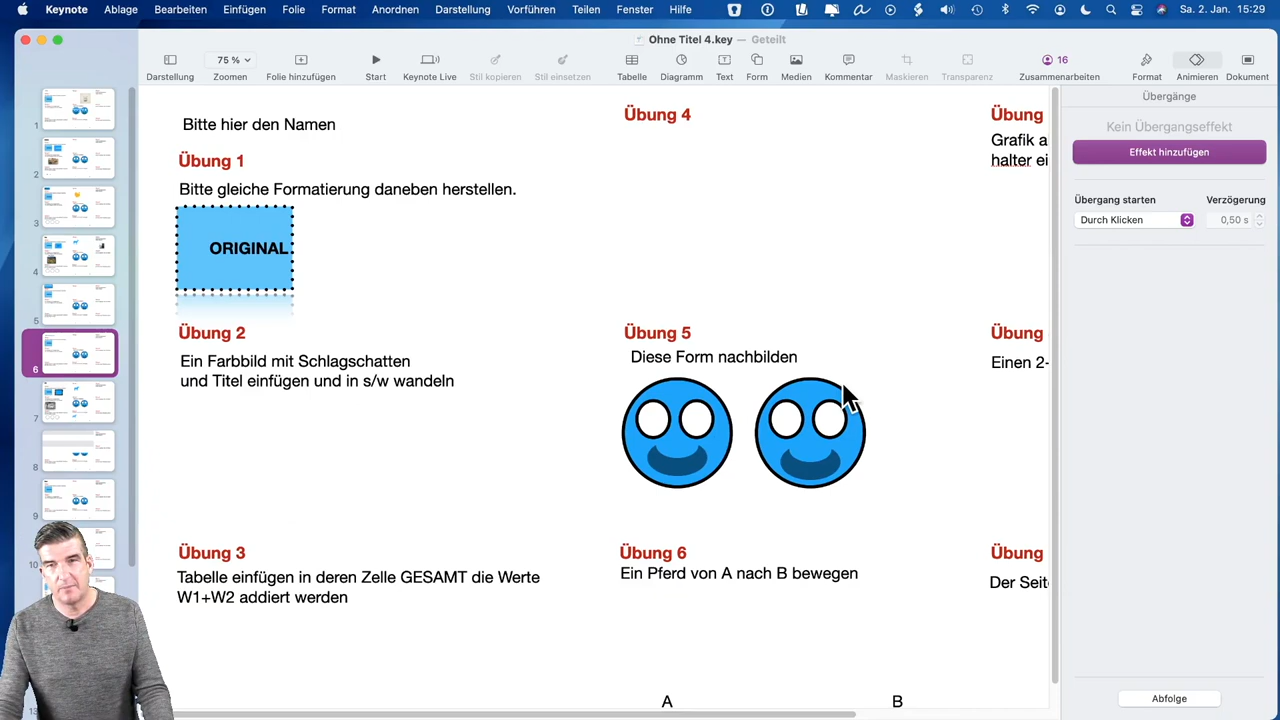 Keynote Ablage Bearbeiten Einfügen Folie Format Anordnen Darstellung Vorführen Teilen Fenster Hilfe
Sa. 2. Jan. 15:29
Ohne Titel 4.key — Geteilt
75 %
16
Darstellung Zoomen Folie hinzufügen Start Keynote Live Stil kopieren Stil einsetzen Tabelle Diagramm Text Form Medien Kommentar Maskieren Transparenz Zusammenarbeiten Format Animieren Dokument
Übergänge
Kein Übergangseffekt
Effekt hinzufügen
Übergang starten Verzögerung
Durch Klicken 0,50 s
Abfolge
1
2
3
4
5
6
7
8
9
10
13
Bitte hier den Namen
Übung 1
Bitte gleiche Formatierung daneben herstellen.
ORIGINAL
Übung 2
Ein Farbbild mit Schlagschatten
und Titel einfügen und in s/w wandeln
Übung 3
Tabelle einfügen in deren Zelle GESAMT die Werte
W1+W2 addiert werden
Übung 4
Übung 5
Diese Form nachbilden
Übung 6
Ein Pferd von A nach B bewegen
A B
Übung
Grafik a
halter ei
Übung
Einen 2-
Übung
Der Seit